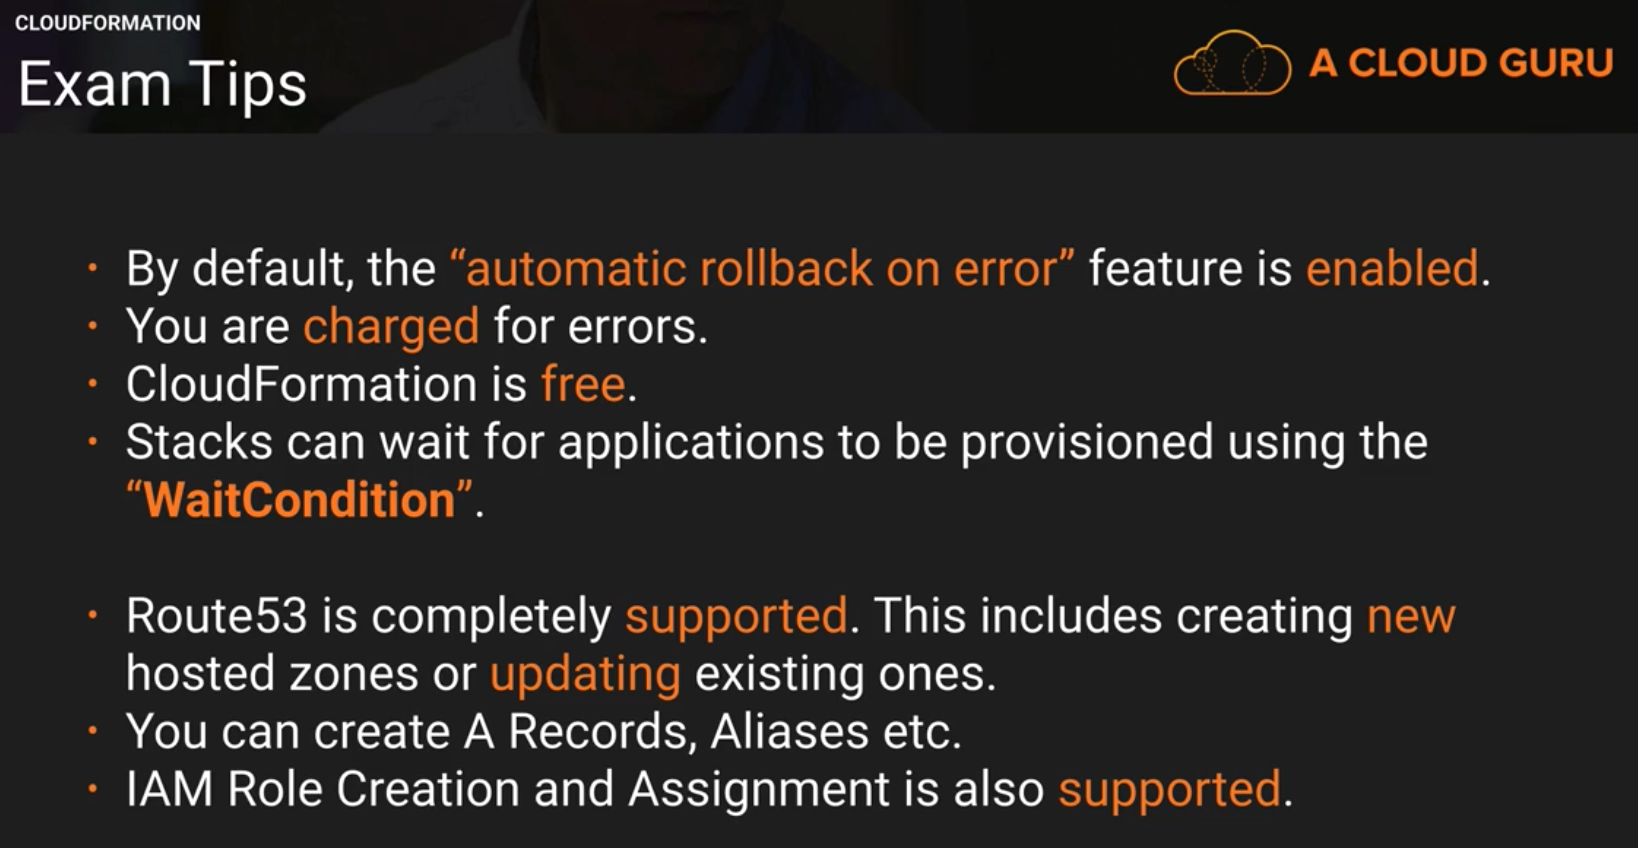 CLOUDFORMATION
Exam Tips
A CLOUD GURU
· By default, the “automatic rollback on error” feature is enabled.
· You are charged for errors.
· CloudFormation is free.
· Stacks can wait for applications to be provisioned using the
“WaitCondition”.
· Route53 is completely supported. This includes creating new
hosted zones or updating existing ones.
· You can create A Records, Aliases etc.
· IAM Role Creation and Assignment is also supported.